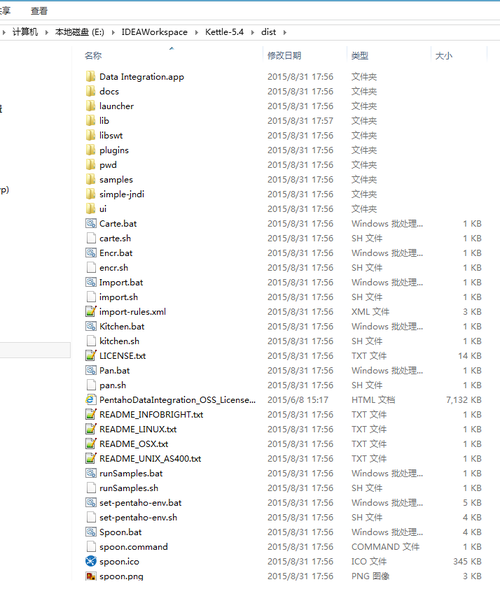 共享 查看
计算机 本地磁盘 (E:) IDEAWorkspace Kettle-5.4 dist
名称 修改日期 类型 大小
Data Integration.app 2015/8/31 17:56 文件夹
docs 2015/8/31 17:56 文件夹
launcher 2015/8/31 17:56 文件夹
lib 2015/8/31 17:57 文件夹
libswt 2015/8/31 17:56 文件夹
plugins 2015/8/31 17:56 文件夹
pwd 2015/8/31 17:56 文件夹
samples 2015/8/31 17:56 文件夹
simple-jndi 2015/8/31 17:56 文件夹
ui 2015/8/31 17:56 文件夹
Carte.bat 2015/8/31 17:56 Windows 批处理... 1 KB
carte.sh 2015/8/31 17:56 SH 文件 1 KB
Encr.bat 2015/8/31 17:56 Windows 批处理... 1 KB
encr.sh 2015/8/31 17:56 SH 文件 1 KB
Import.bat 2015/8/31 17:56 Windows 批处理... 1 KB
import.sh 2015/8/31 17:56 SH 文件 1 KB
import-rules.xml 2015/8/31 17:56 XML 文件 3 KB
Kitchen.bat 2015/8/31 17:56 Windows 批处理... 1 KB
kitchen.sh 2015/8/31 17:56 SH 文件 1 KB
LICENSE.txt 2015/8/31 17:56 TXT 文件 14 KB
Pan.bat 2015/8/31 17:56 Windows 批处理... 1 KB
pan.sh 2015/8/31 17:56 SH 文件 1 KB
PentahoDataIntegration_OSS_License... 2015/6/8 15:17 HTML 文档 7,132 KB
README_INFOBRIGHT.txt 2015/8/31 17:56 TXT 文件 1 KB
README_LINUX.txt 2015/8/31 17:56 TXT 文件 1 KB
README_OSX.txt 2015/8/31 17:56 TXT 文件 1 KB
README_UNIX_AS400.txt 2015/8/31 17:56 TXT 文件 1 KB
runSamples.bat 2015/8/31 17:56 Windows 批处理... 1 KB
runSamples.sh 2015/8/31 17:56 SH 文件 1 KB
set-pentaho-env.bat 2015/8/31 17:56 Windows 批处理... 5 KB
set-pentaho-env.sh 2015/8/31 17:56 SH 文件 4 KB
Spoon.bat 2015/8/31 17:56 Windows 批处理... 4 KB
spoon.command 2015/8/31 17:56 COMMAND 文件 1 KB
spoon.ico 2015/8/31 17:56 ICO 文件 345 KB
spoon.png 2015/8/31 17:56 PNG 图像 3 KB